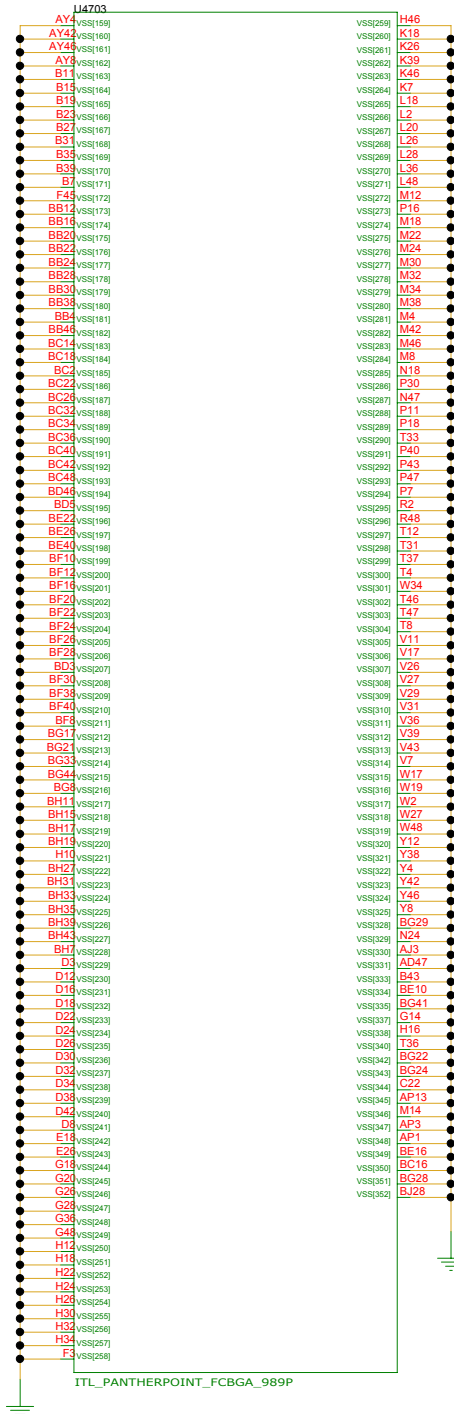 U4703
AY4 VSS[159] VSS[259] H46
AY42 VSS[160] VSS[260] K18
AY46 VSS[161] VSS[261] K26
AY8 VSS[162] VSS[262] K39
B11 VSS[163] VSS[263] K46
B15 VSS[164] VSS[264] K7
B19 VSS[165] VSS[265] L18
B23 VSS[166] VSS[266] L2
B27 VSS[167] VSS[267] L20
B31 VSS[168] VSS[268] L26
B35 VSS[169] VSS[269] L28
B39 VSS[170] VSS[270] L36
B7 VSS[171] VSS[271] L48
F45 VSS[172] VSS[272] M12
BB12 VSS[173] VSS[273] P16
BB16 VSS[174] VSS[274] M18
BB20 VSS[175] VSS[275] M22
BB22 VSS[176] VSS[276] M24
BB24 VSS[177] VSS[277] M30
BB28 VSS[178] VSS[278] M32
BB30 VSS[179] VSS[279] M34
BB38 VSS[180] VSS[280] M38
BB4 VSS[181] VSS[281] M4
BB46 VSS[182] VSS[282] M42
BC14 VSS[183] VSS[283] M46
BC18 VSS[184] VSS[284] M8
BC2 VSS[185] VSS[285] N18
BC22 VSS[186] VSS[286] P30
BC26 VSS[187] VSS[287] N47
BC32 VSS[188] VSS[288] P11
BC34 VSS[189] VSS[289] P18
BC36 VSS[190] VSS[290] T33
BC40 VSS[191] VSS[291] P40
BC42 VSS[192] VSS[292] P43
BC48 VSS[193] VSS[293] P47
BD46 VSS[194] VSS[294] P7
BD5 VSS[195] VSS[295] R2
BE22 VSS[196] VSS[296] R48
BE26 VSS[197] VSS[297] T12
BE40 VSS[198] VSS[298] T31
BF10 VSS[199] VSS[299] T37
BF12 VSS[200] VSS[300] T4
BF16 VSS[201] VSS[301] W34
BF20 VSS[202] VSS[302] T46
BF22 VSS[203] VSS[303] T47
BF24 VSS[204] VSS[304] T8
BF26 VSS[205] VSS[305] V11
BF28 VSS[206] VSS[306] V17
BD3 VSS[207] VSS[307] V26
BF30 VSS[208] VSS[308] V27
BF38 VSS[209] VSS[309] V29
BF40 VSS[210] VSS[310] V31
BF8 VSS[211] VSS[311] V36
BG17 VSS[212] VSS[312] V39
BG21 VSS[213] VSS[313] V43
BG33 VSS[214] VSS[314] V7
BG44 VSS[215] VSS[315] W17
BG8 VSS[216] VSS[316] W19
BH11 VSS[217] VSS[317] W2
BH15 VSS[218] VSS[318] W27
BH17 VSS[219] VSS[319] W48
BH19 VSS[220] VSS[320] Y12
H10 VSS[221] VSS[321] Y38
BH27 VSS[222] VSS[322] Y4
BH31 VSS[223] VSS[323] Y42
BH33 VSS[224] VSS[324] Y46
BH35 VSS[225] VSS[325] Y8
BH39 VSS[226] VSS[328] BG29
BH43 VSS[227] VSS[329] N24
BH7 VSS[228] VSS[330] AJ3
D3 VSS[229] VSS[331] AD47
D12 VSS[230] VSS[333] B43
D16 VSS[231] VSS[334] BE10
D18 VSS[232] VSS[335] BG41
D22 VSS[233] VSS[337] G14
D24 VSS[234] VSS[338] H16
D26 VSS[235] VSS[340] T36
D30 VSS[236] VSS[342] BG22
D32 VSS[237] VSS[343] BG24
D34 VSS[238] VSS[344] C22
D38 VSS[239] VSS[345] AP13
D42 VSS[240] VSS[346] M14
D8 VSS[241] VSS[347] AP3
E18 VSS[242] VSS[348] AP1
E26 VSS[243] VSS[349] BE16
G18 VSS[244] VSS[350] BC16
G20 VSS[245] VSS[351] BG28
G26 VSS[246] VSS[352] BJ28
G28 VSS[247]
G36 VSS[248]
G48 VSS[249]
H12 VSS[250]
H18 VSS[251]
H22 VSS[252]
H24 VSS[253]
H26 VSS[254]
H30 VSS[255]
H32 VSS[256]
H34 VSS[257]
F3 VSS[258]
ITL_PANTHERPOINT_FCBGA_989P